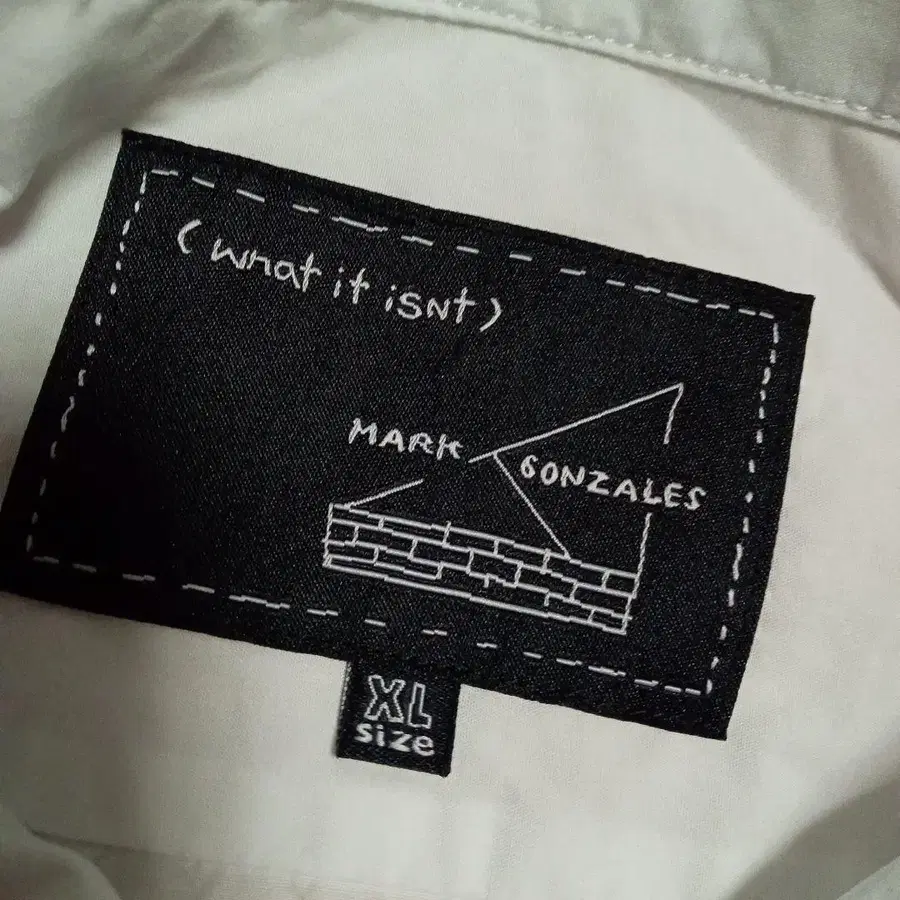 (what it isnt)
MARK GONZALES
XL
size